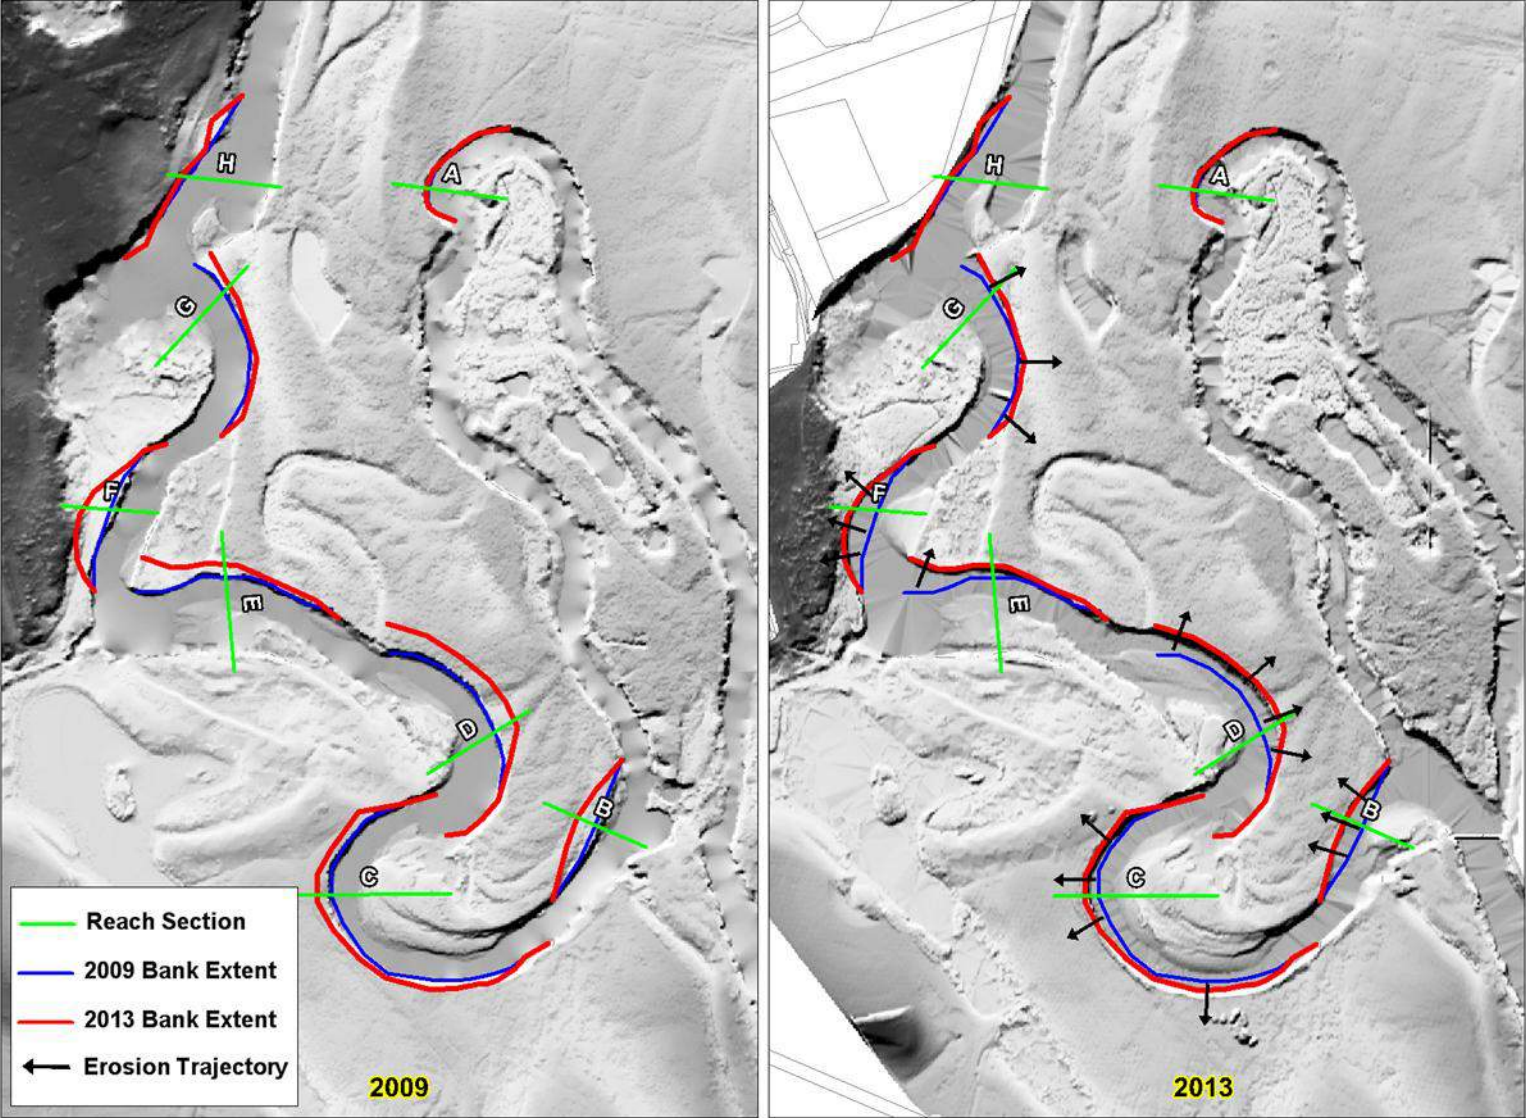 H
A
G
F
E
D
B
C
Reach Section
2009 Bank Extent
2013 Bank Extent
Erosion Trajectory
2009
H
A
G
F
E
D
B
C
2013